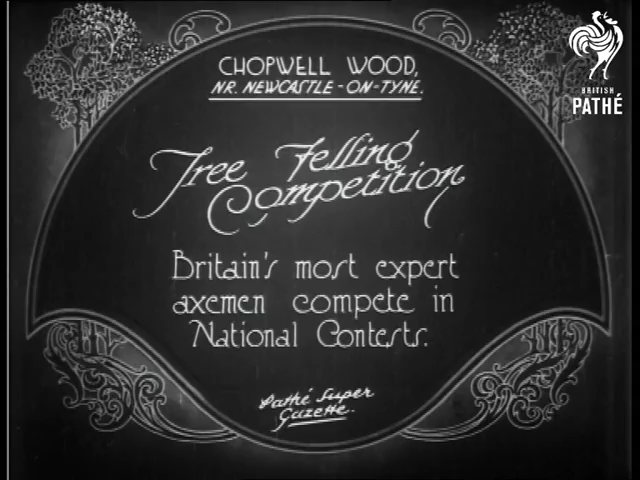 CHOPWELL WOOD,
NR. NEWCASTLE-ON-TYNE.
BRITISH
PATHÉ
Tree Felling
Competition
Britain's most expert
axemen compete in
National Contests.
Pathé Super
Gazette.